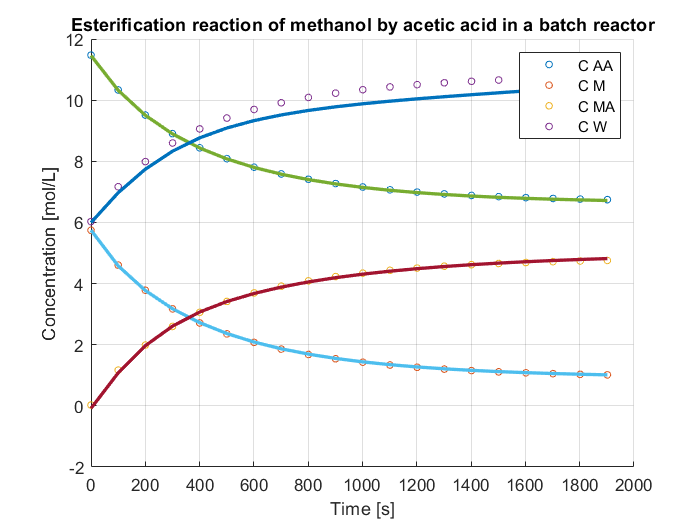 Esterification reaction of methanol by acetic acid in a batch reactor
12
10
8
6
4
2
0
-2
Concentration [mol/L]
C AA
C M
C MA
C W
0 200 400 600 800 1000 1200 1400 1600 1800 2000
Time [s]